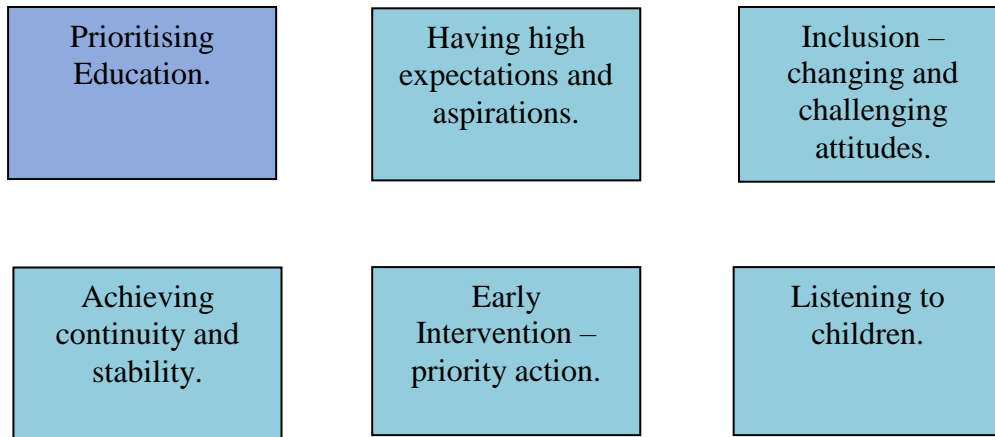 Prioritising
Education.
Having high
expectations and
aspirations.
Inclusion –
changing and
challenging
attitudes.
Achieving
continuity and
stability.
Early
Intervention –
priority action.
Listening to
children.